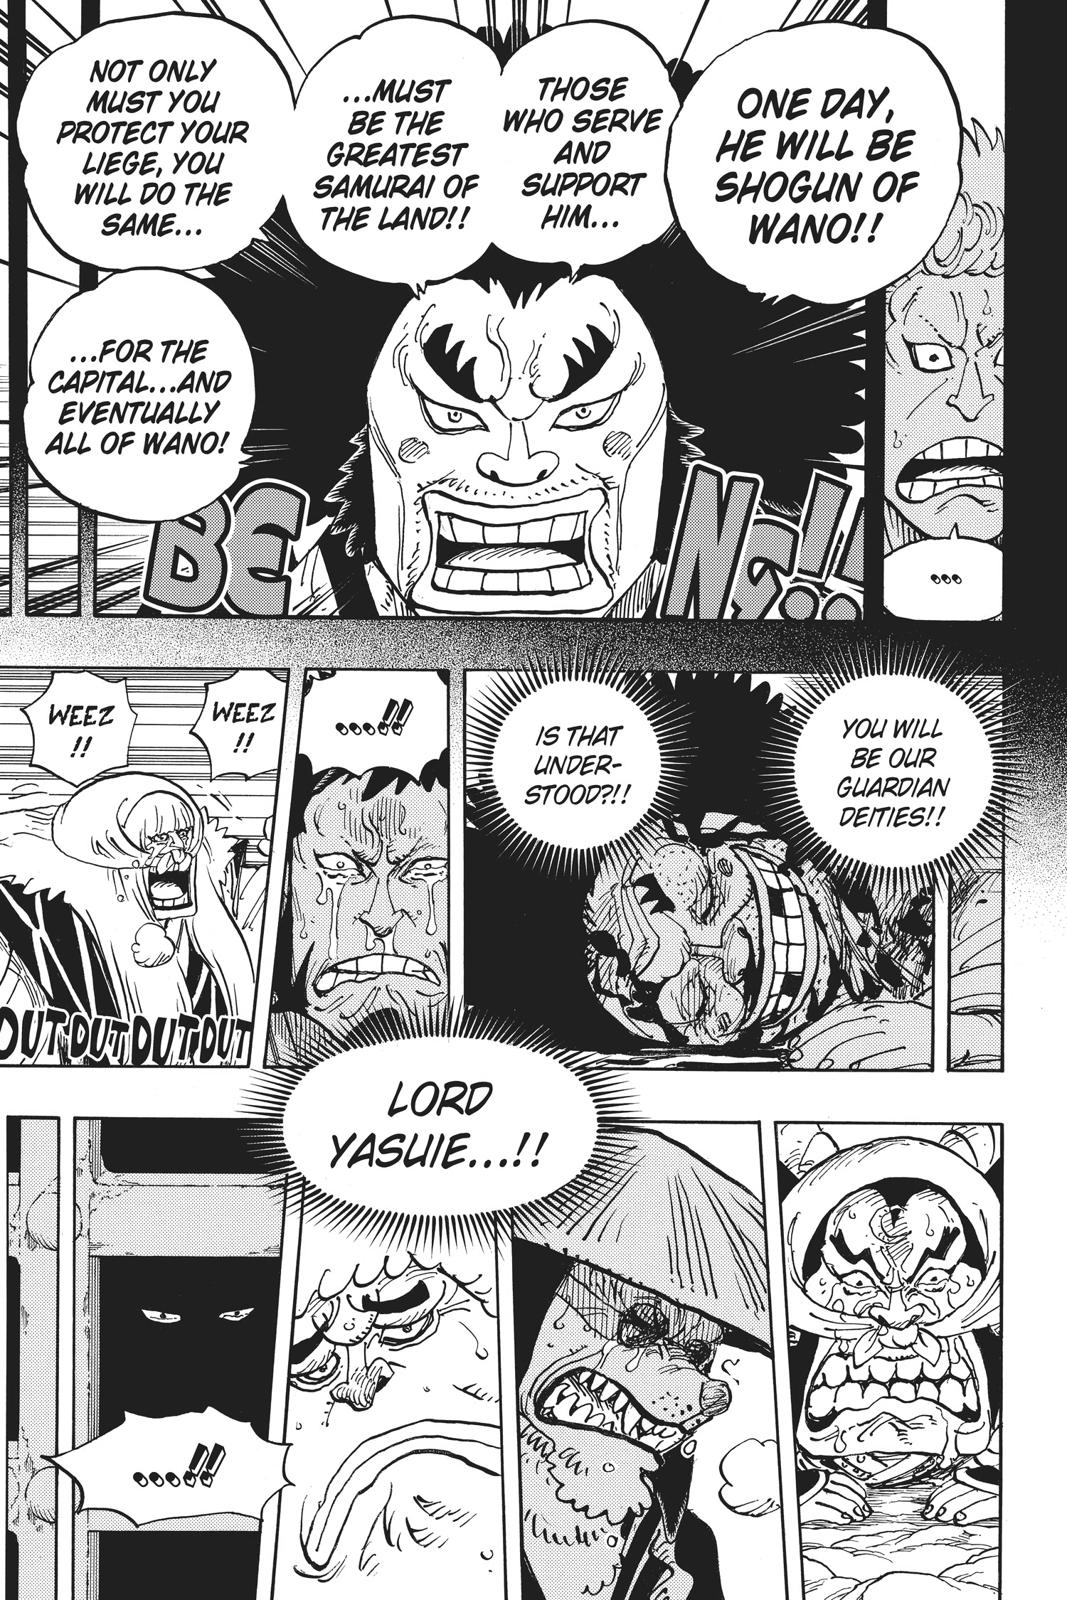 ONE DAY,
HE WILL BE
SHOGUN OF
WANO!!
THOSE
WHO SERVE
AND
SUPPORT
HIM...
...MUST
BE THE
GREATEST
SAMURAI OF
THE LAND!!
NOT ONLY
MUST YOU
PROTECT YOUR
LIEGE, YOU
WILL DO THE
SAME...
...FOR THE
CAPITAL...AND
EVENTUALLY
ALL OF WANO!
...
BE
NG!!
YOU WILL
BE OUR
GUARDIAN
DEITIES!!
IS THAT
UNDER-
STOOD?!!
....!!
WEEZ
!!
WEEZ
!!
DUT DUT DUT DUT
LORD
YASUIE...!!
....!!